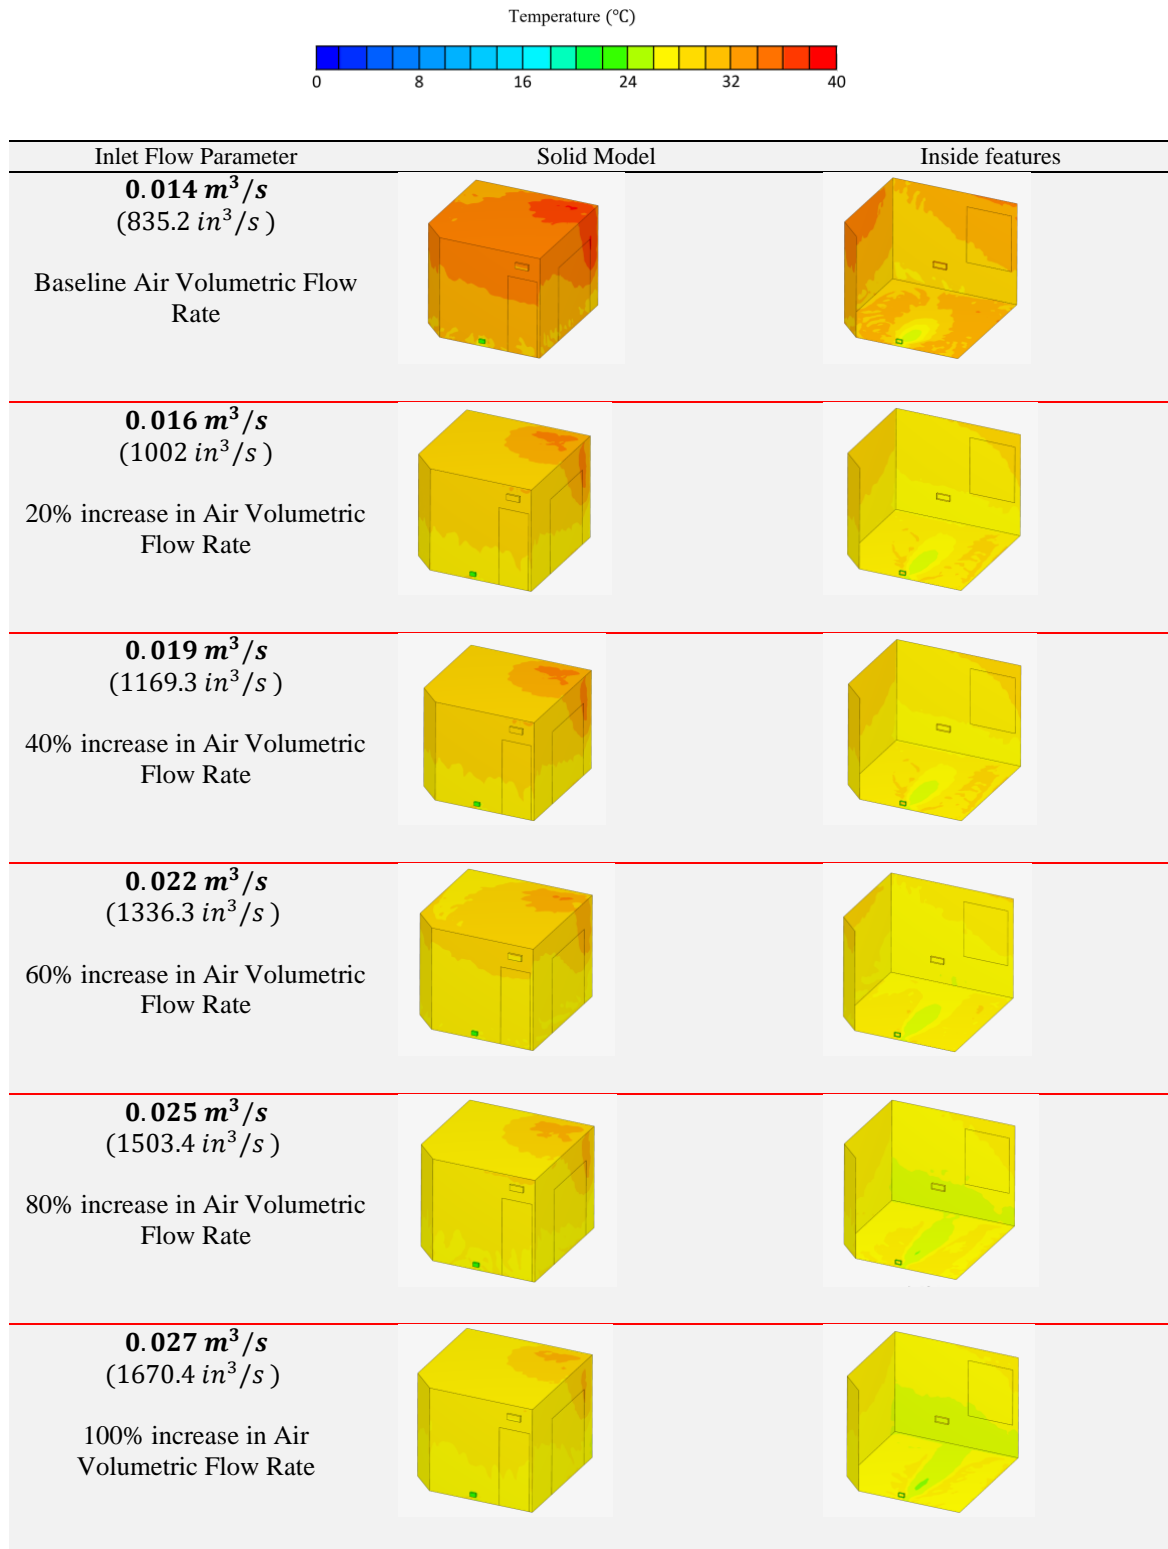 Temperature (℃)
0 8 16 24 32 40
Inlet Flow Parameter Solid Model Inside features
0.014 m³/s
(835.2 in³/s )
Baseline Air Volumetric Flow
Rate
0.016 m³/s
(1002 in³/s )
20% increase in Air Volumetric
Flow Rate
0.019 m³/s
(1169.3 in³/s )
40% increase in Air Volumetric
Flow Rate
0.022 m³/s
(1336.3 in³/s )
60% increase in Air Volumetric
Flow Rate
0.025 m³/s
(1503.4 in³/s )
80% increase in Air Volumetric
Flow Rate
0.027 m³/s
(1670.4 in³/s )
100% increase in Air
Volumetric Flow Rate